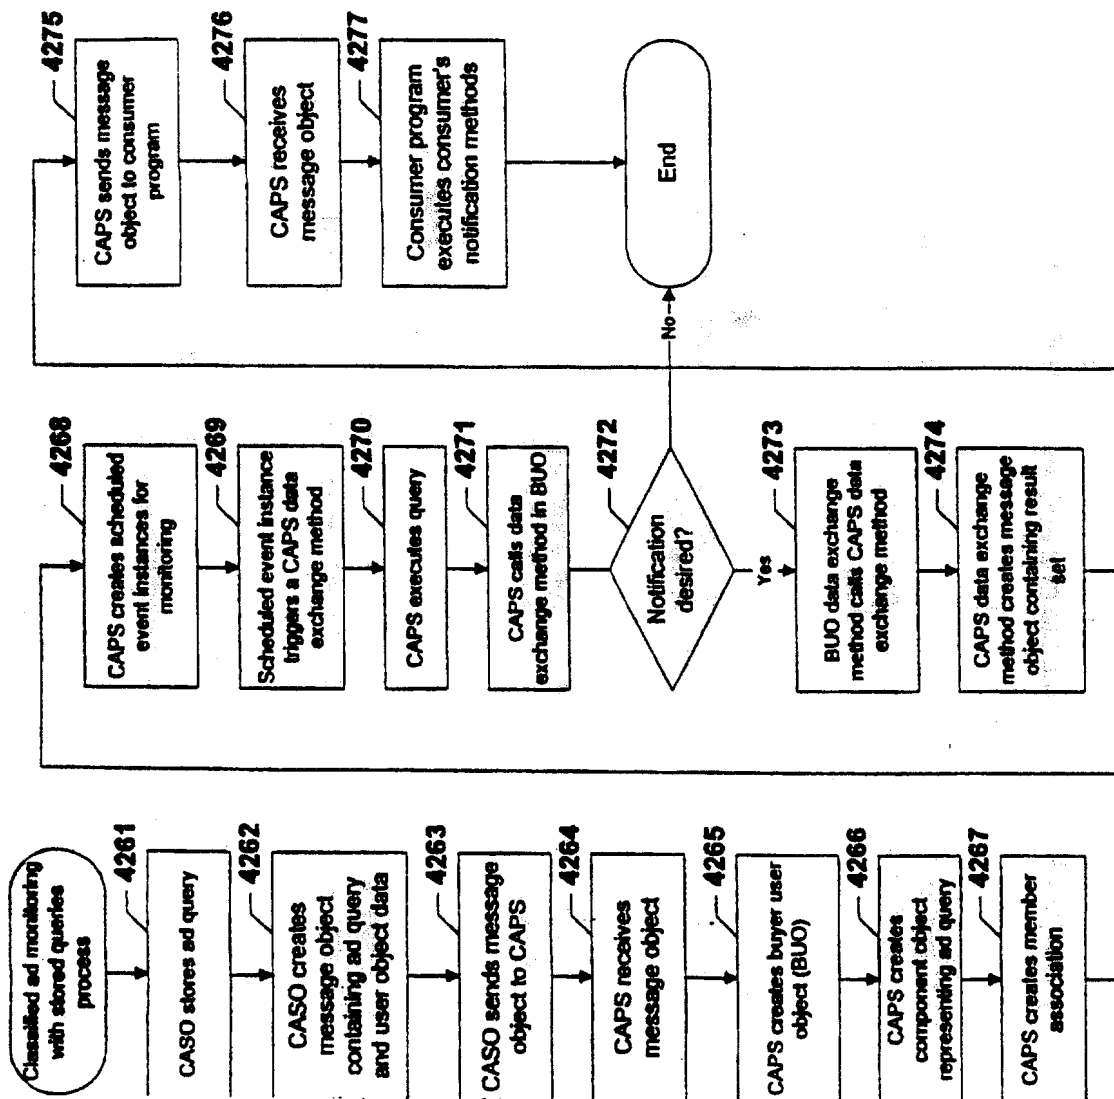 Classified ad monitoring
with stored queries
process
4261
CASO stores ad query
4262
CASO creates
message object
containing ad query
and user object data
4263
CASO sends message
object to CAPS
4264
CAPS receives
message object
4265
CAPS creates buyer user
object (BUO)
4266
CAPS creates
component object
representing ad query
4267
CAPS creates member
association
4268
CAPS creates scheduled
event instances for
monitoring
4269
Scheduled event instance
triggers a CAPS data
exchange method
4270
CAPS executes query
4271
CAPS calls data
exchange method in BUO
4272
Notification
desired?
No
Yes
4273
BUO data exchange
method calls CAPS data
exchange method
4274
CAPS data exchange
method creates message
object containing result
set
4275
CAPS sends message
object to consumer
program
4276
CAPS receives
message object
4277
Consumer program
executes consumer's
notification methods
End